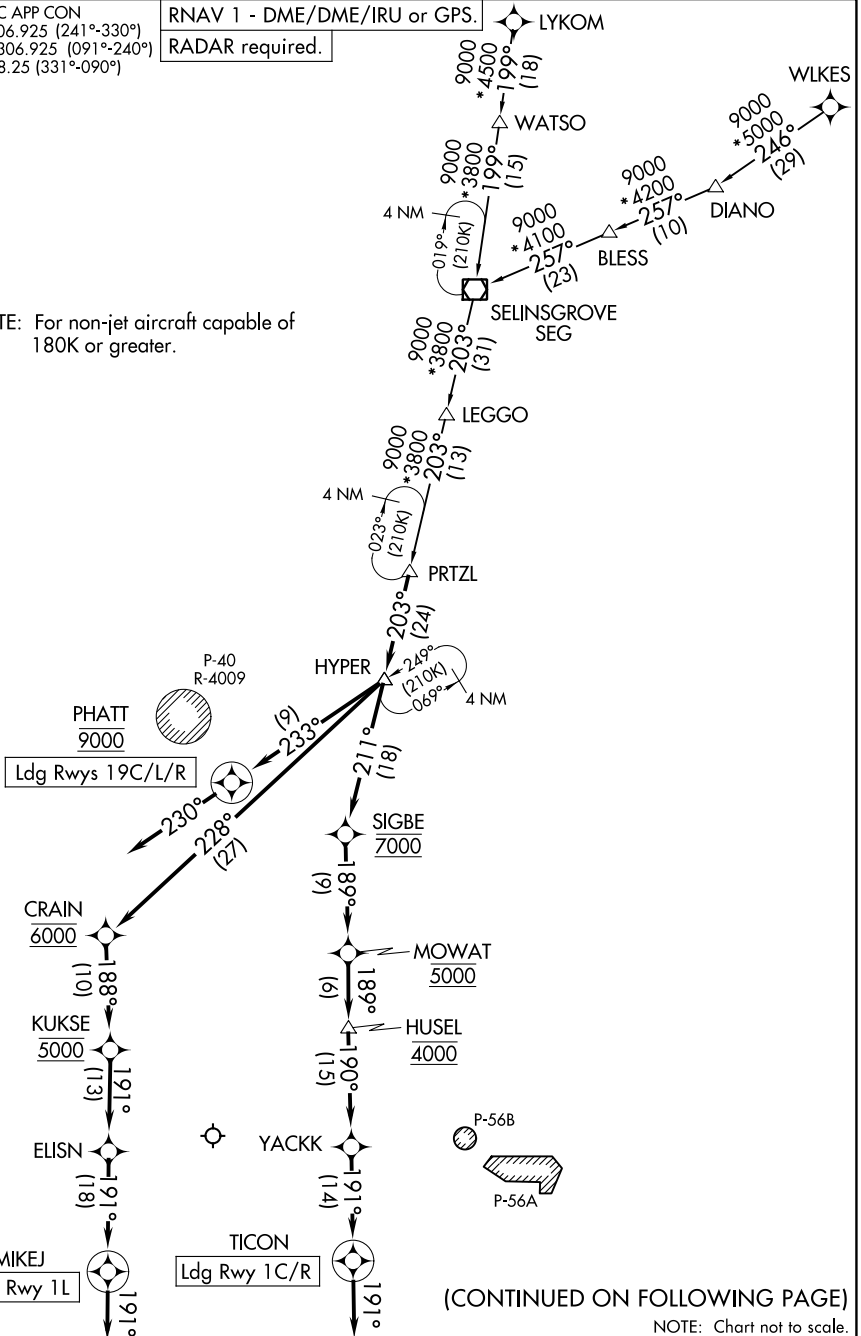 C APP CON
06.925 (241°-330°)
306.925 (091°-240°)
8.25 (331°-090°)
RNAV 1 - DME/DME/IRU or GPS.
RADAR required.
LYKOM
9000
*4500
199°
(18)
WATSO
WLKES
9000
*5000
246°
(29)
DIANO
9000
*4200
257°
(10)
BLESS
9000
*4100
257°
(23)
9000
*3800
199°
(15)
4 NM
019°
(210K)
SELINSGROVE
SEG
TE: For non-jet aircraft capable of
180K or greater.
9000
*3800
203°
(31)
LEGGO
9000
*3800
203°
(13)
4 NM
023°
(210K)
PRTZL
203°
(24)
HYPER
249°
(210K)
069°
4 NM
P-40
R-4009
PHATT
9000
Ldg Rwys 19C/L/R
(9)
233°
230°
228°
(27)
211°
(18)
SIGBE
7000
189°
(9)
CRAIN
6000
188°
(10)
MOWAT
5000
189°
(6)
KUKSE
5000
191°
(13)
HUSEL
4000
190°
(15)
ELISN
YACKK
P-56B
P-56A
191°
(18)
191°
(14)
MIKEJ
Rwy 1L
191°
TICON
Ldg Rwy 1C/R
191°
(CONTINUED ON FOLLOWING PAGE)
NOTE: Chart not to scale.